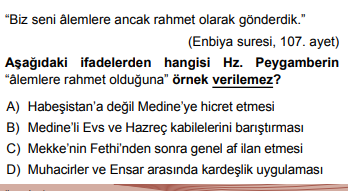 “Biz seni âlemlere ancak rahmet olarak gönderdik.”
(Enbiya suresi, 107. ayet)
Aşağıdaki ifadelerden hangisi Hz. Peygamberin
“âlemlere rahmet olduğuna” örnek verilemez?
A) Habeşistan’a değil Medine’ye hicret etmesi
B) Medine’li Evs ve Hazreç kabilelerini barıştırması
C) Mekke’nin Fethi’nden sonra genel af ilan etmesi
D) Muhacirler ve Ensar arasında kardeşlik uygulaması